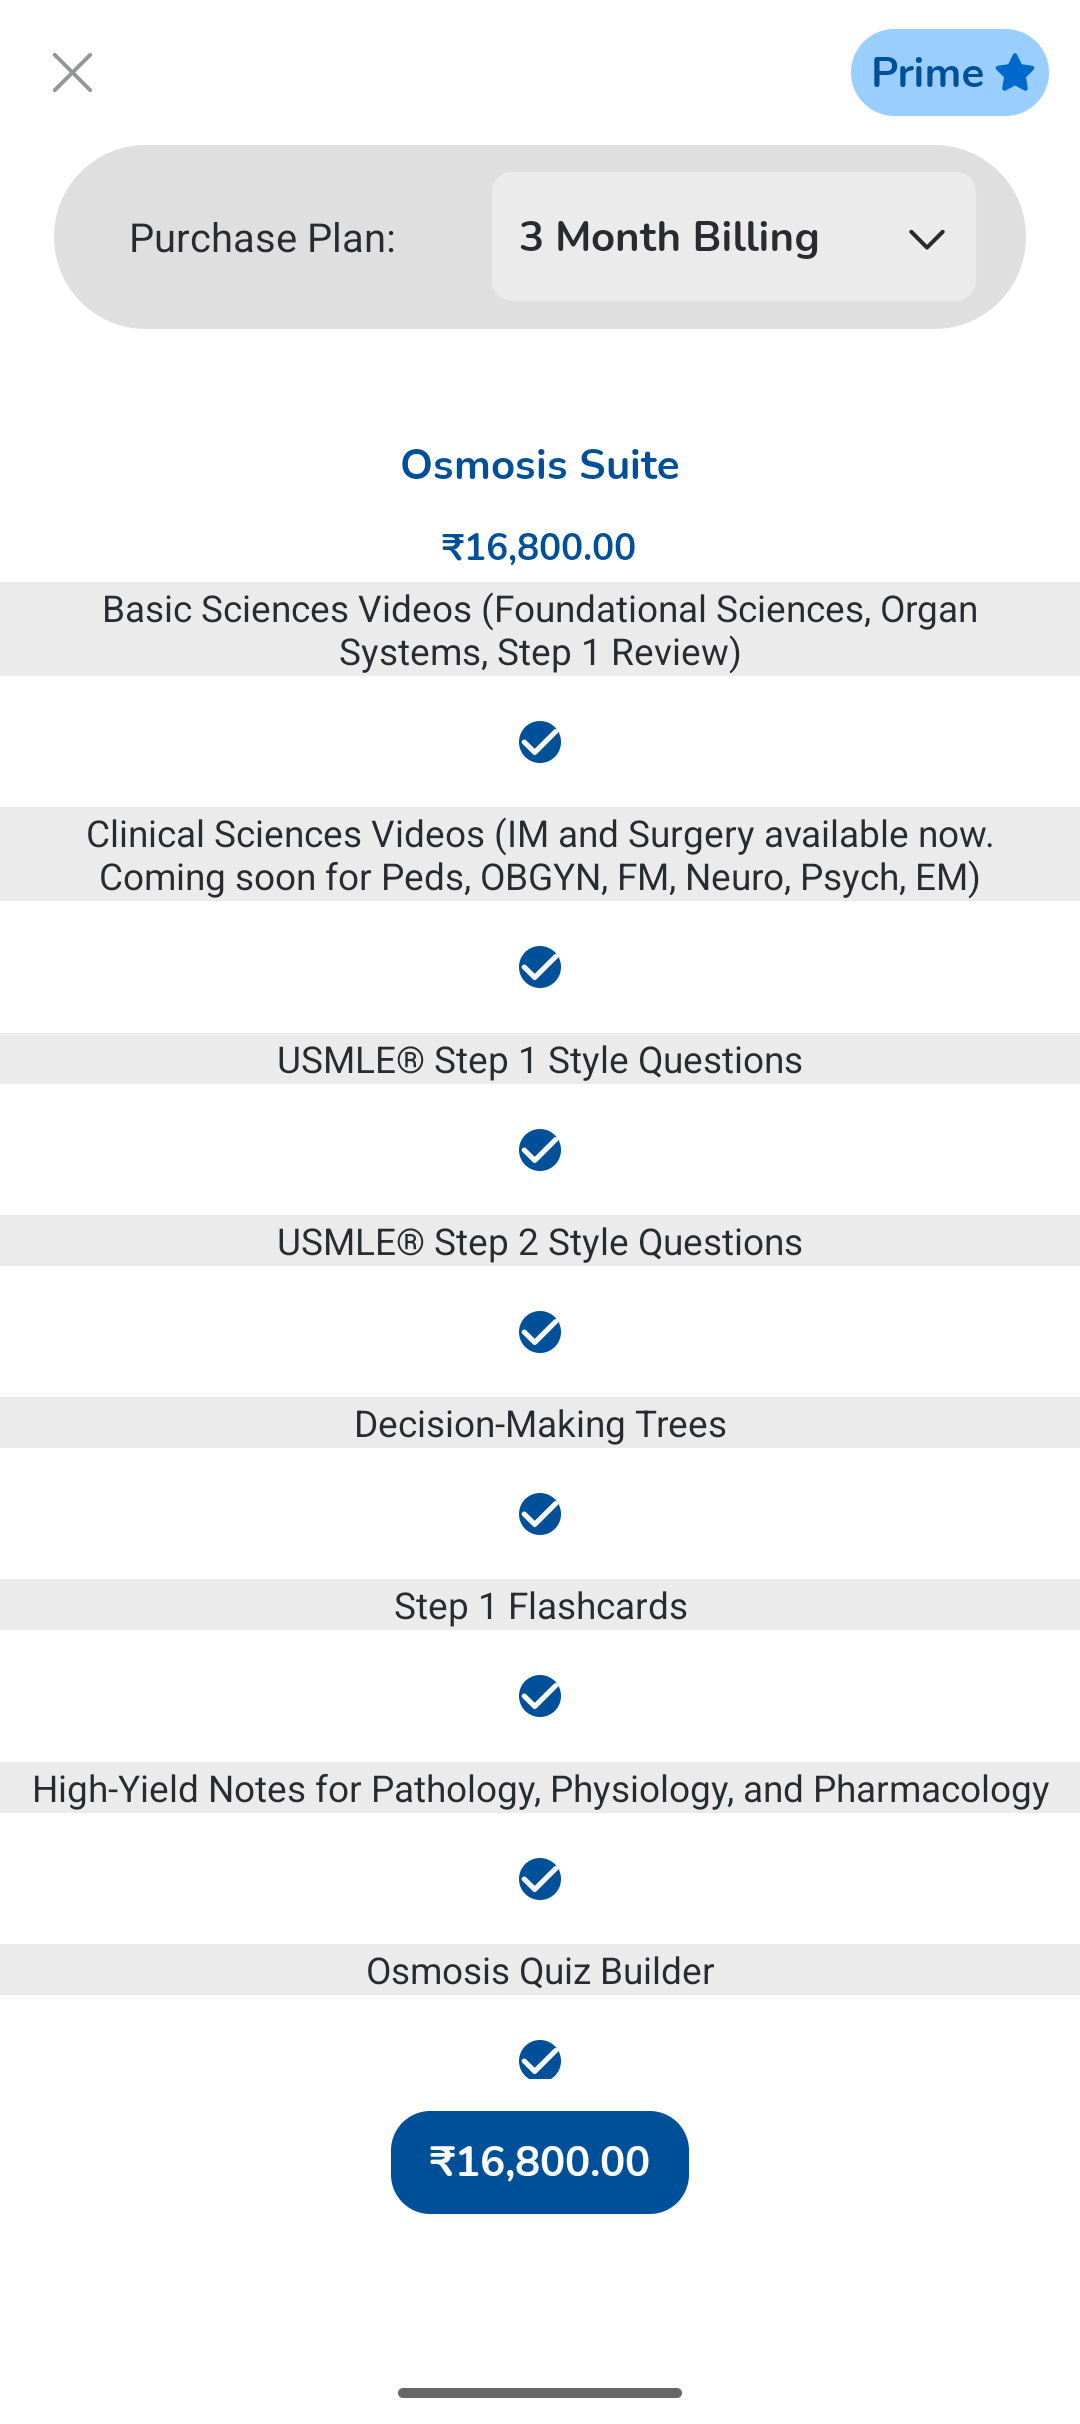 Prime
Purchase Plan:
3 Month Billing
Osmosis Suite
₹16,800.00
Basic Sciences Videos (Foundational Sciences, Organ
Systems, Step 1 Review)
Clinical Sciences Videos (IM and Surgery available now.
Coming soon for Peds, OBGYN, FM, Neuro, Psych, EM)
USMLE® Step 1 Style Questions
USMLE® Step 2 Style Questions
Decision-Making Trees
Step 1 Flashcards
High-Yield Notes for Pathology, Physiology, and Pharmacology
Osmosis Quiz Builder
₹16,800.00